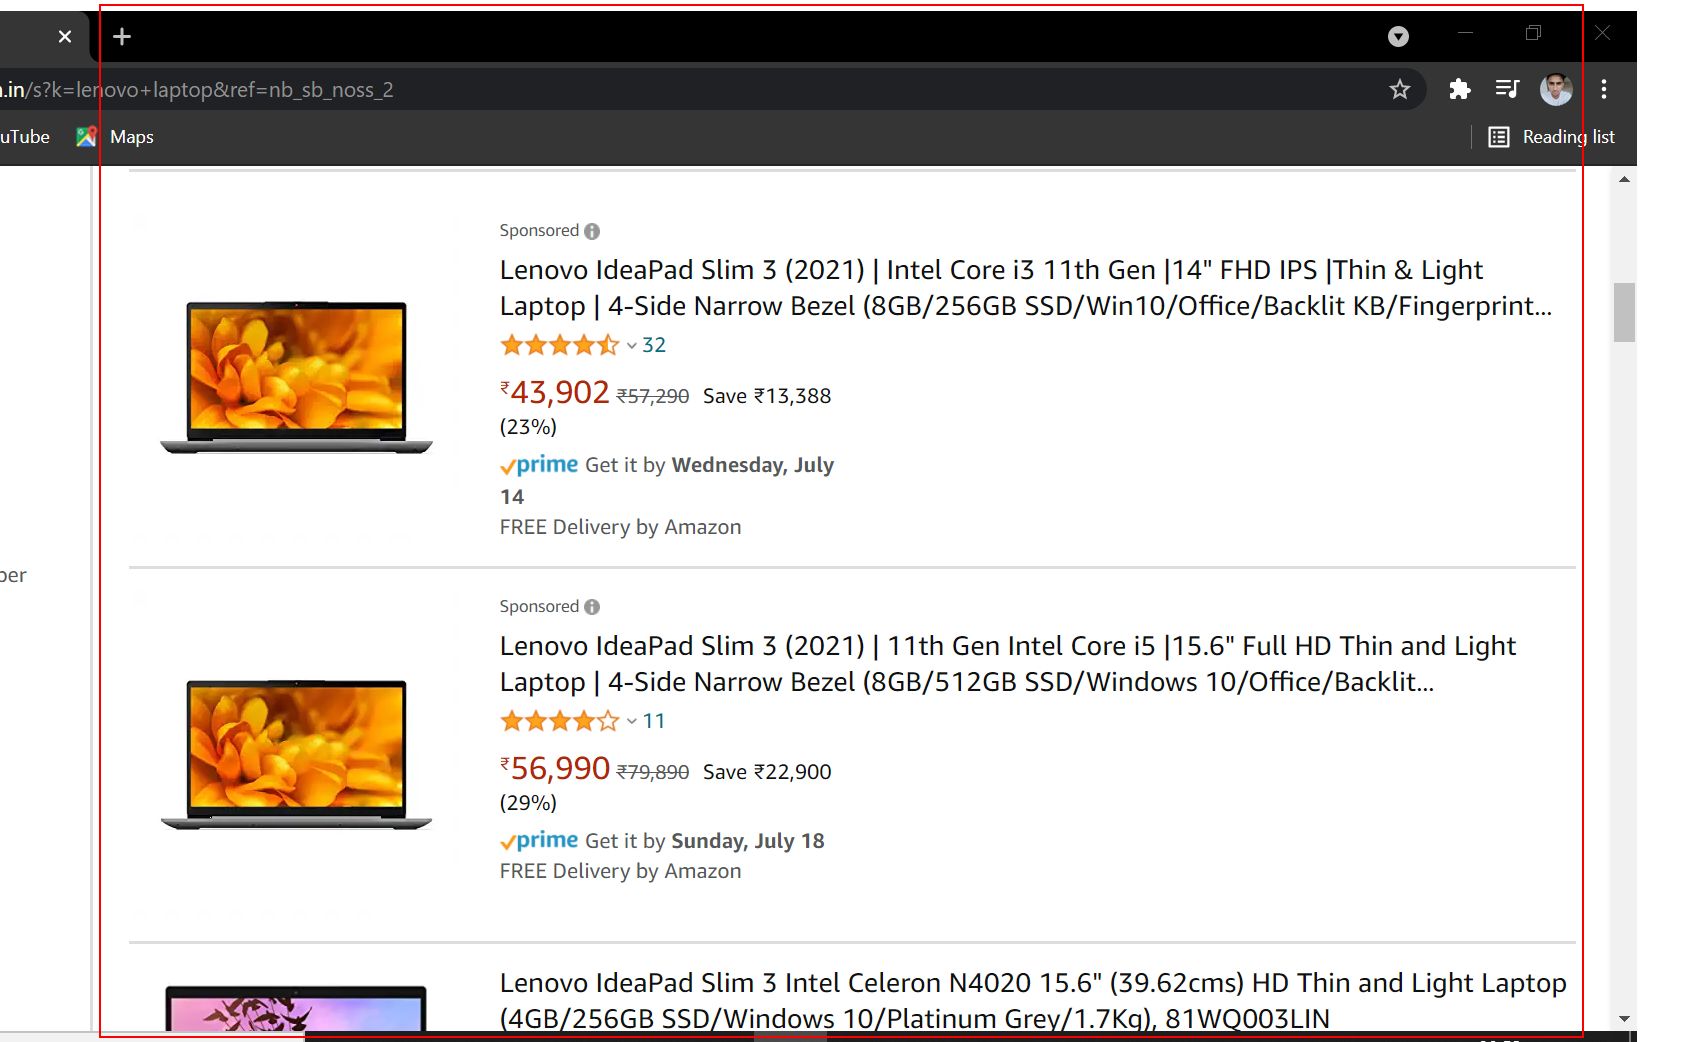 .in/s?k=lenovo+laptop&ref=nb_sb_noss_2
uTube Maps Reading list
Sponsored
Lenovo IdeaPad Slim 3 (2021) | Intel Core i3 11th Gen |14" FHD IPS |Thin & Light
Laptop | 4-Side Narrow Bezel (8GB/256GB SSD/Win10/Office/Backlit KB/Fingerprint...
32
₹43,902 ₹57,290 Save ₹13,388
(23%)
prime Get it by Wednesday, July
14
FREE Delivery by Amazon
ber
Sponsored
Lenovo IdeaPad Slim 3 (2021) | 11th Gen Intel Core i5 |15.6" Full HD Thin and Light
Laptop | 4-Side Narrow Bezel (8GB/512GB SSD/Windows 10/Office/Backlit...
11
₹56,990 ₹79,890 Save ₹22,900
(29%)
prime Get it by Sunday, July 18
FREE Delivery by Amazon
Lenovo IdeaPad Slim 3 Intel Celeron N4020 15.6" (39.62cms) HD Thin and Light Laptop
(4GB/256GB SSD/Windows 10/Platinum Grey/1.7Kg), 81WQ003LIN